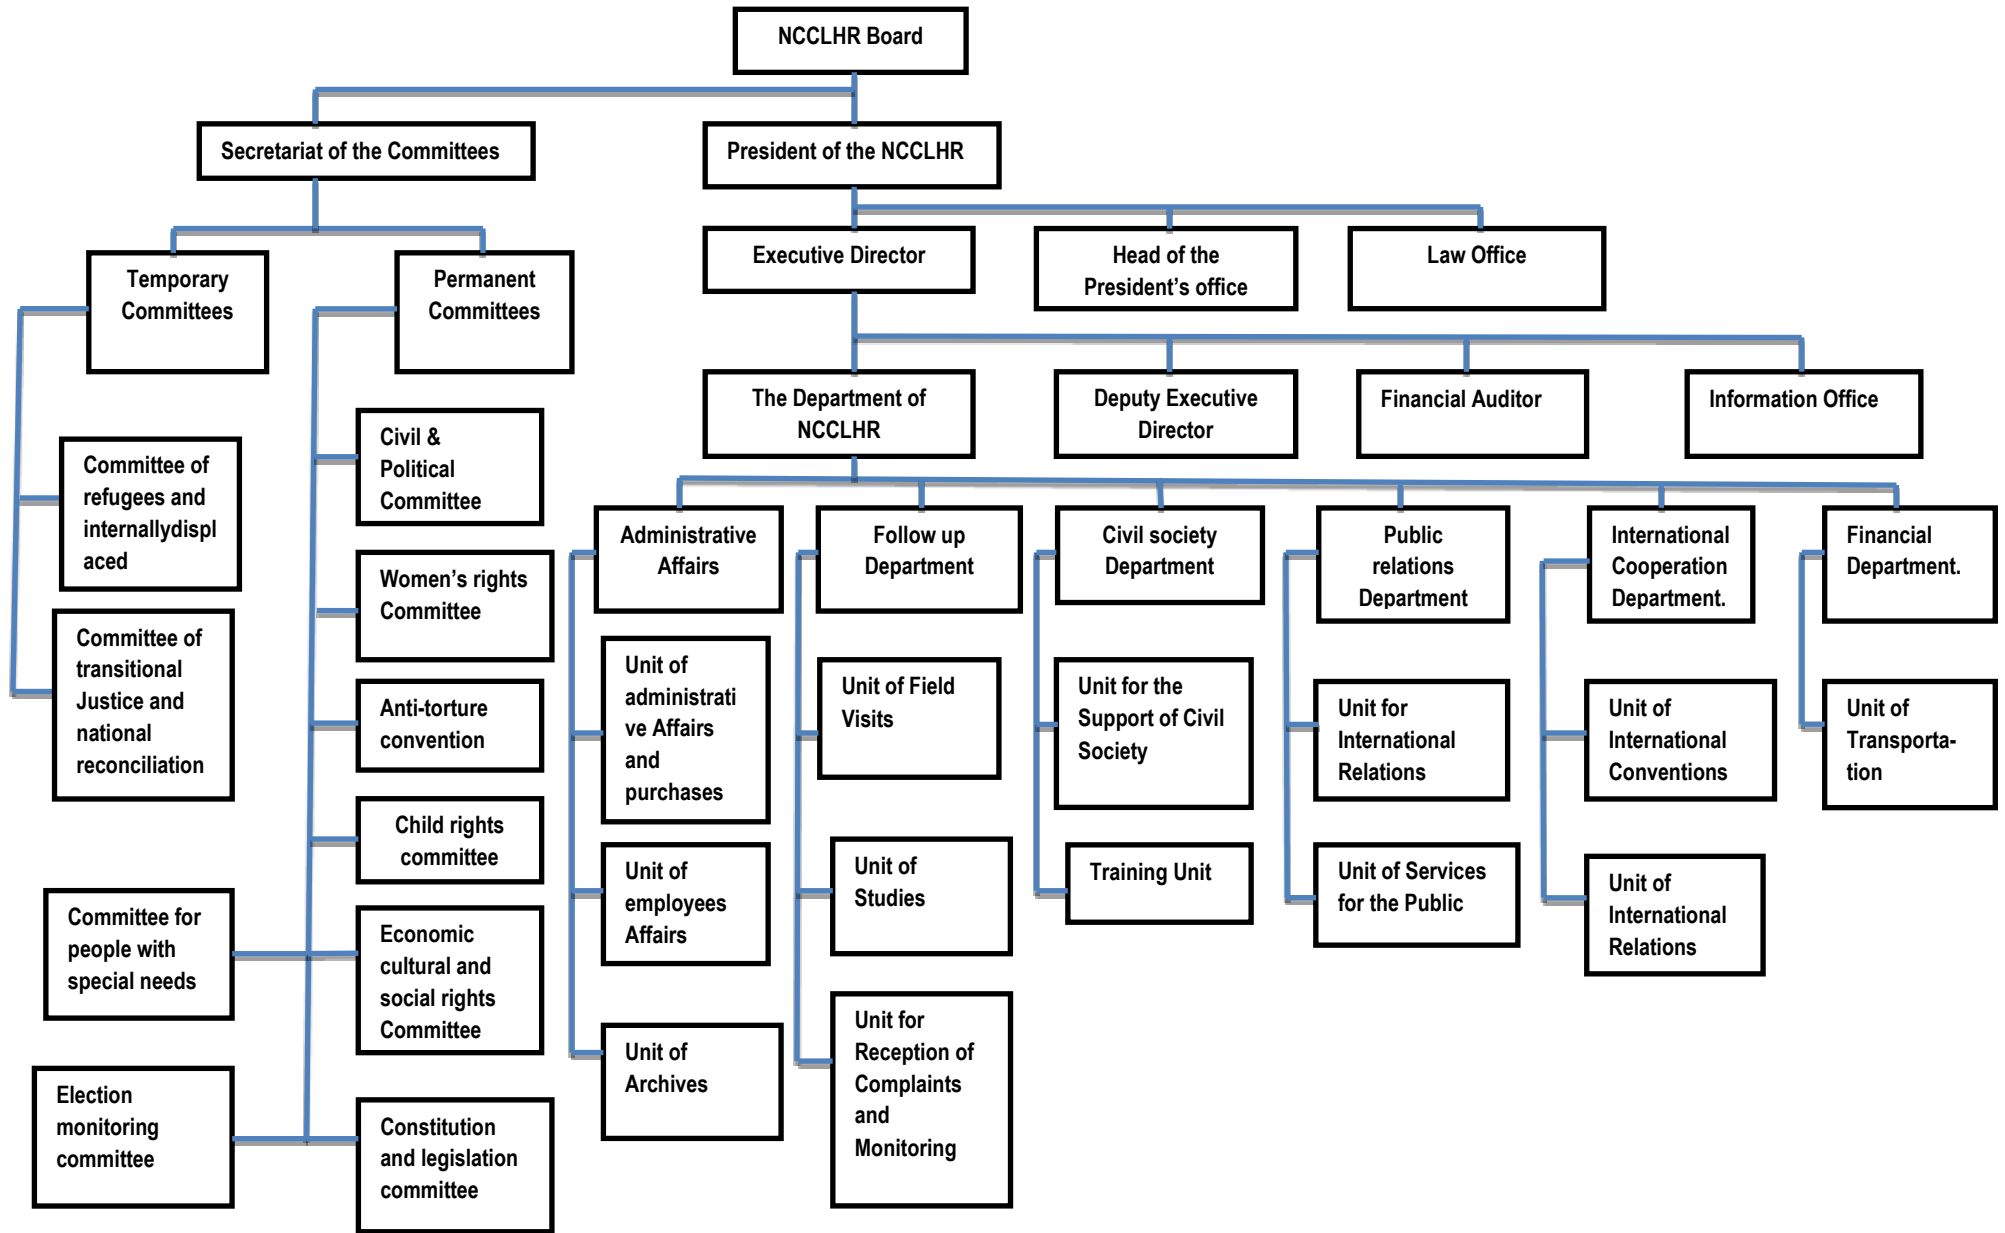 NCCLHR Board
Secretariat of the Committees
President of the NCCLHR
Executive Director
Head of the
President’s office
Law Office
Temporary
Committees
Permanent
Committees
The Department of
NCCLHR
Deputy Executive
Director
Financial Auditor
Information Office
Committee of
refugees and
internallydispl
aced
Committee of
transitional
Justice and
national
reconciliation
Civil &
Political
Committee
Women’s rights
Committee
Anti-torture
convention
Child rights
committee
Committee for
people with
special needs
Economic
cultural and
social rights
Committee
Election
monitoring
committee
Constitution
and legislation
committee
Administrative
Affairs
Unit of
administrati
ve Affairs
and
purchases
Unit of
employees
Affairs
Unit of
Archives
Follow up
Department
Unit of Field
Visits
Unit of
Studies
Unit for
Reception of
Complaints
and
Monitoring
Civil society
Department
Unit for the
Support of Civil
Society
Training Unit
Public
relations
Department
Unit for
International
Relations
Unit of Services
for the Public
International
Cooperation
Department.
Unit of
International
Conventions
Unit of
International
Relations
Financial
Department.
Unit of
Transporta-
tion